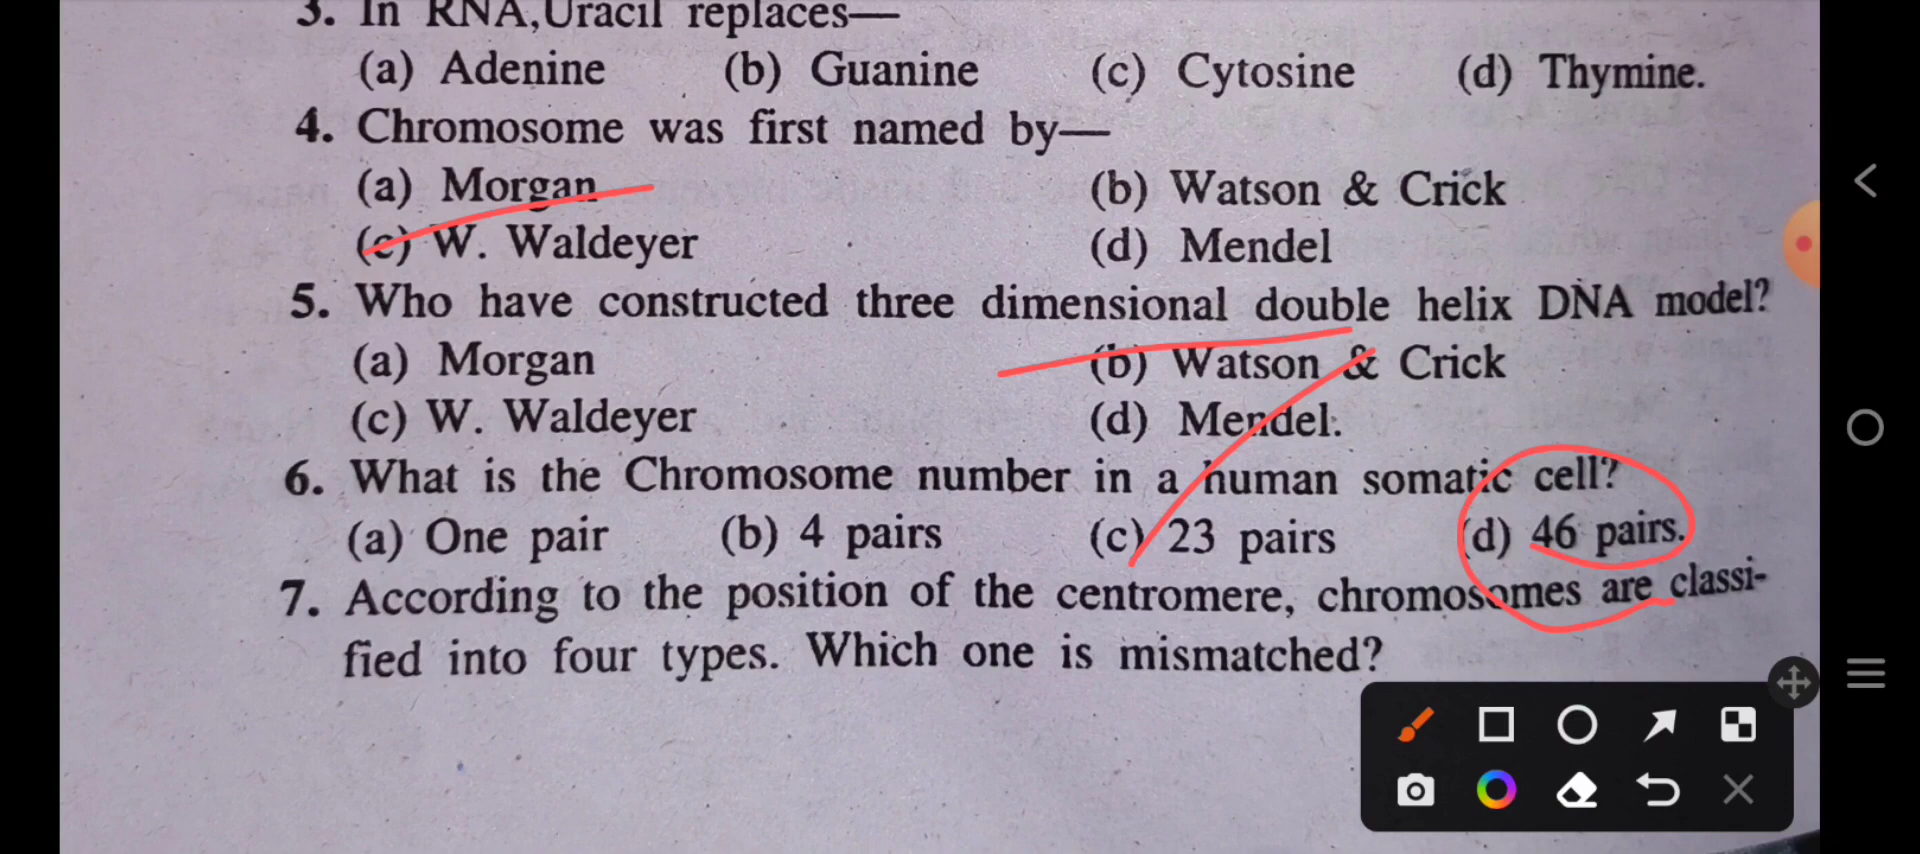 3. In RNA, Uracil replaces—
(a) Adenine (b) Guanine (c) Cytosine (d) Thymine.
4. Chromosome was first named by—
(a) Morgan (b) Watson & Crick
(c) W. Waldeyer (d) Mendel
5. Who have constructed three dimensional double helix DNA model?
(a) Morgan (b) Watson & Crick
(c) W. Waldeyer (d) Mendel.
6. What is the Chromosome number in a human somatic cell?
(a) One pair (b) 4 pairs (c) 23 pairs (d) 46 pairs.
7. According to the position of the centromere, chromosomes are classi-
fied into four types. Which one is mismatched?